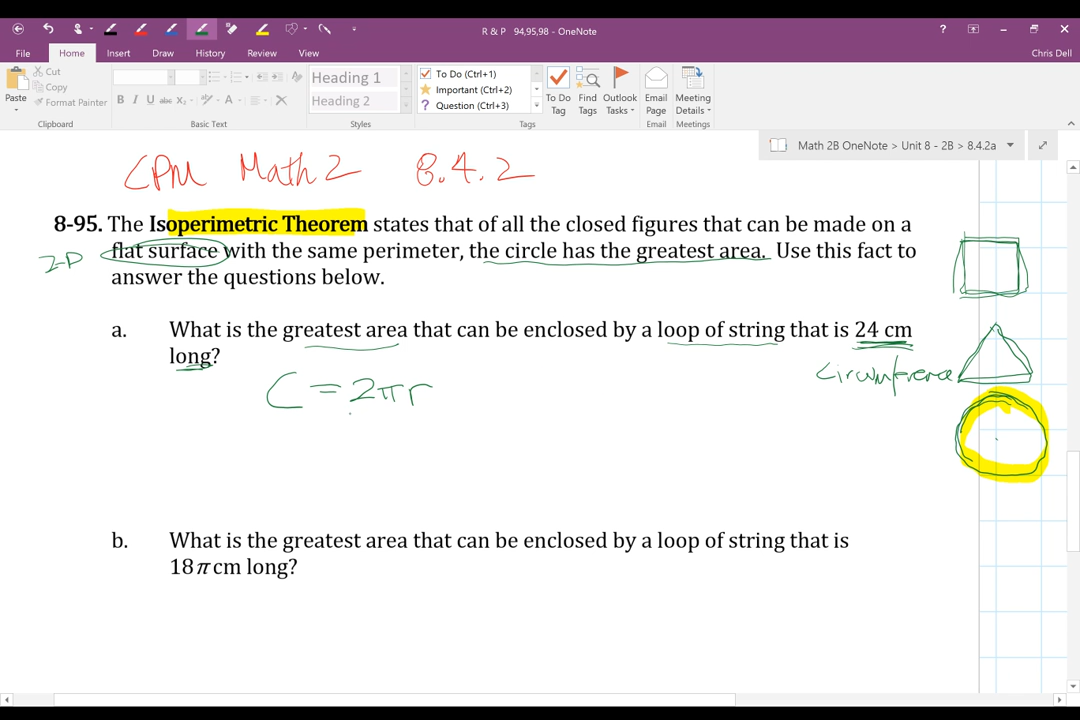 R & P 94,95,98 - OneNote
File Home Insert Draw History Review View Chris Dell
Paste Cut Copy Format Painter
Clipboard
B I U abc X₂ A
Basic Text
Heading 1
Heading 2
Styles
To Do (Ctrl+1)
Important (Ctrl+2)
Question (Ctrl+3)
To Do Tag
Find Tags
Outlook Tasks
Tags
Email Page
Email
Meeting Details
Meetings
Math 2B OneNote > Unit 8 - 2B > 8.4.2a
CPM Math 2 8.4.2
8-95. The Isoperimetric Theorem states that of all the closed figures that can be made on a
2-D flat surface with the same perimeter, the circle has the greatest area. Use this fact to
answer the questions below.
a. What is the greatest area that can be enclosed by a loop of string that is 24 cm
long?
Circumference
C = 2πr
b. What is the greatest area that can be enclosed by a loop of string that is
18π cm long?